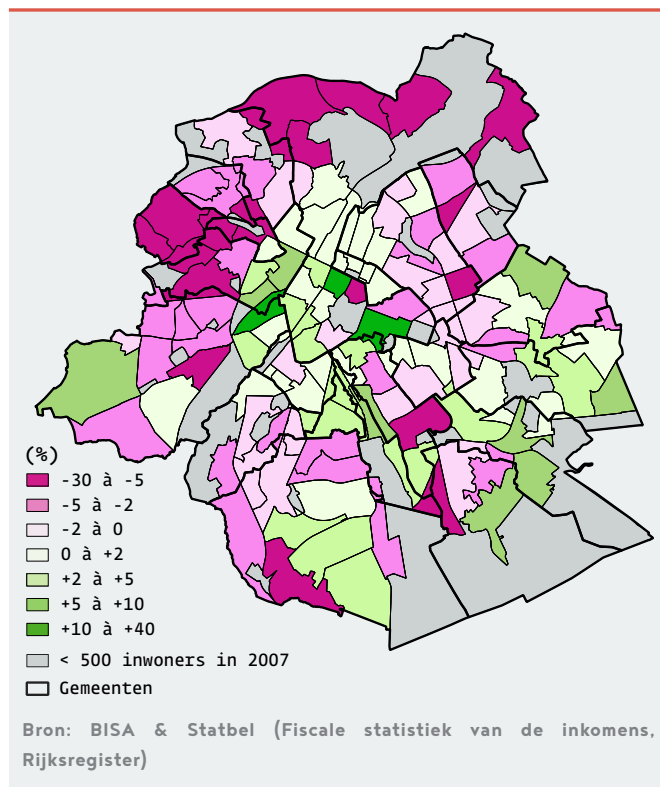 (%)
-30 à -5
-5 à -2
-2 à 0
0 à +2
+2 à +5
+5 à +10
+10 à +40
< 500 inwoners in 2007
Gemeenten
Bron: BISA & Statbel (Fiscale statistiek van de inkomens,
Rijksregister)